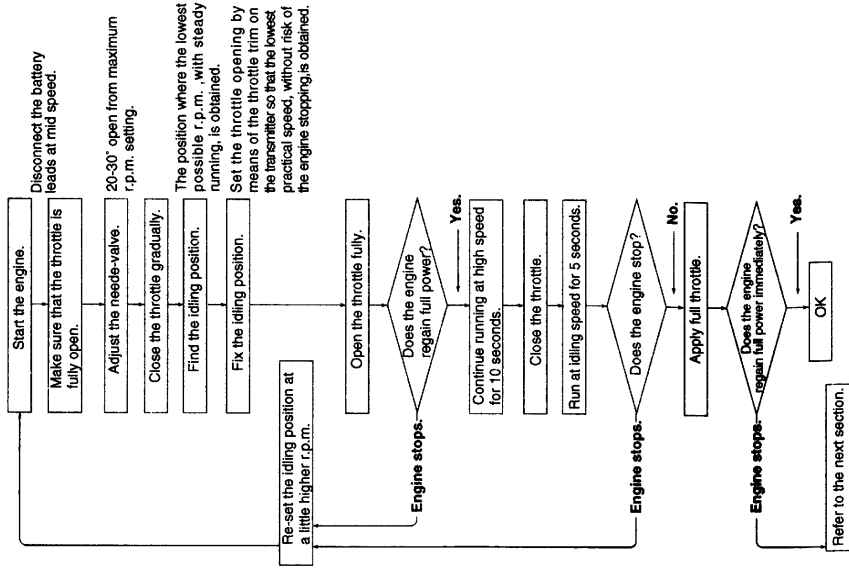 Start the engine.
Disconnect the battery
leads at mid speed.
Make sure that the throttle is
fully open.
Adjust the neede-valve.
20-30° open from maximum
r.p.m. setting.
Close the throttle gradually.
Find the idling position.
The position where the lowest
possible r.p.m. ,with steady
running, is obtained.
Fix the idling position.
Set the throttle opening by
means of the throttle trim on
the transmitter so that the lowest
practical speed, without risk of
the engine stopping,is obtained.
Re-set the idling position at
a little higher r.p.m.
Open the throttle fully.
Does the engine
regain full power?
Engine stops.
Yes.
Continue running at high speed
for 10 seconds.
Close the throttle.
Run at idling speed for 5 seconds.
Does the engine stop?
Engine stops.
No.
Apply full throttle.
Does the engine
regain full power immediately?
Engine stops.
Yes.
OK
Refer to the next section.